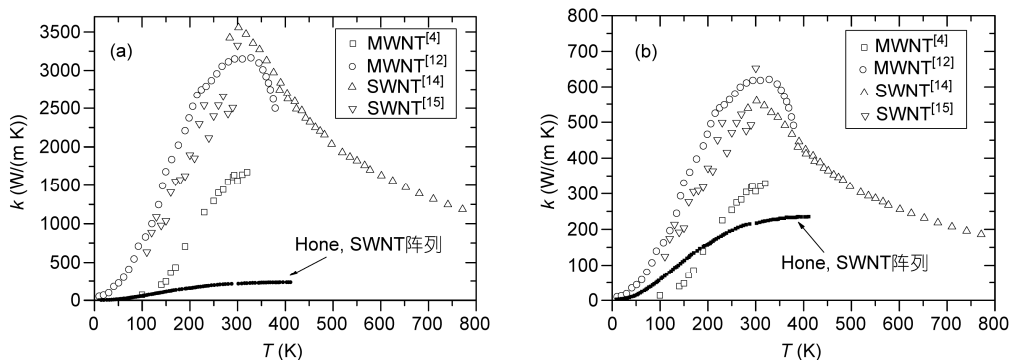 (a)
MWNT[4]
MWNT[12]
SWNT[14]
SWNT[15]
3500
3000
2500
2000
1500
1000
500
0
k (W/(m K))
Hone, SWNT阵列
0 100 200 300 400 500 600 700 800
T (K)
(b)
MWNT[4]
MWNT[12]
SWNT[14]
SWNT[15]
800
700
600
500
400
300
200
100
0
k (W/(m K))
Hone, SWNT阵列
0 100 200 300 400 500 600 700 800
T (K)